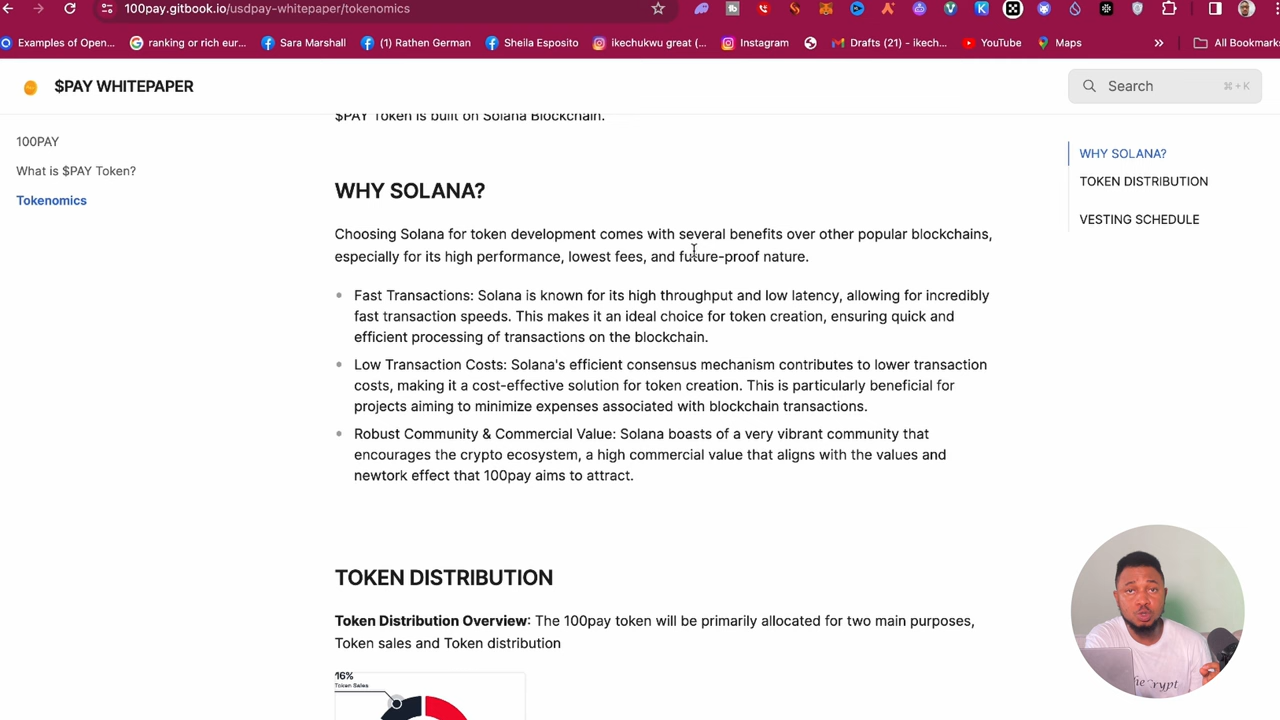 100pay.gitbook.io/usdpay-whitepaper/tokenomics
Examples of Open...
ranking or rich eur...
Sara Marshall
(1) Rathen German
Sheila Esposito
ikechukwu great (...
Instagram
Drafts (21) - ikech...
YouTube
Maps
All Bookmark
$PAY WHITEPAPER
Search
⌘ + K
100PAY
What is $PAY Token?
Tokenomics
$PAY Token is built on Solana Blockchain.
WHY SOLANA?
Choosing Solana for token development comes with several benefits over other popular blockchains,
especially for its high performance, lowest fees, and future-proof nature.
Fast Transactions: Solana is known for its high throughput and low latency, allowing for incredibly
fast transaction speeds. This makes it an ideal choice for token creation, ensuring quick and
efficient processing of transactions on the blockchain.
Low Transaction Costs: Solana's efficient consensus mechanism contributes to lower transaction
costs, making it a cost-effective solution for token creation. This is particularly beneficial for
projects aiming to minimize expenses associated with blockchain transactions.
Robust Community & Commercial Value: Solana boasts of a very vibrant community that
encourages the crypto ecosystem, a high commercial value that aligns with the values and
newtork effect that 100pay aims to attract.
TOKEN DISTRIBUTION
Token Distribution Overview: The 100pay token will be primarily allocated for two main purposes,
Token sales and Token distribution
16%
Token Sales
WHY SOLANA?
TOKEN DISTRIBUTION
VESTING SCHEDULE